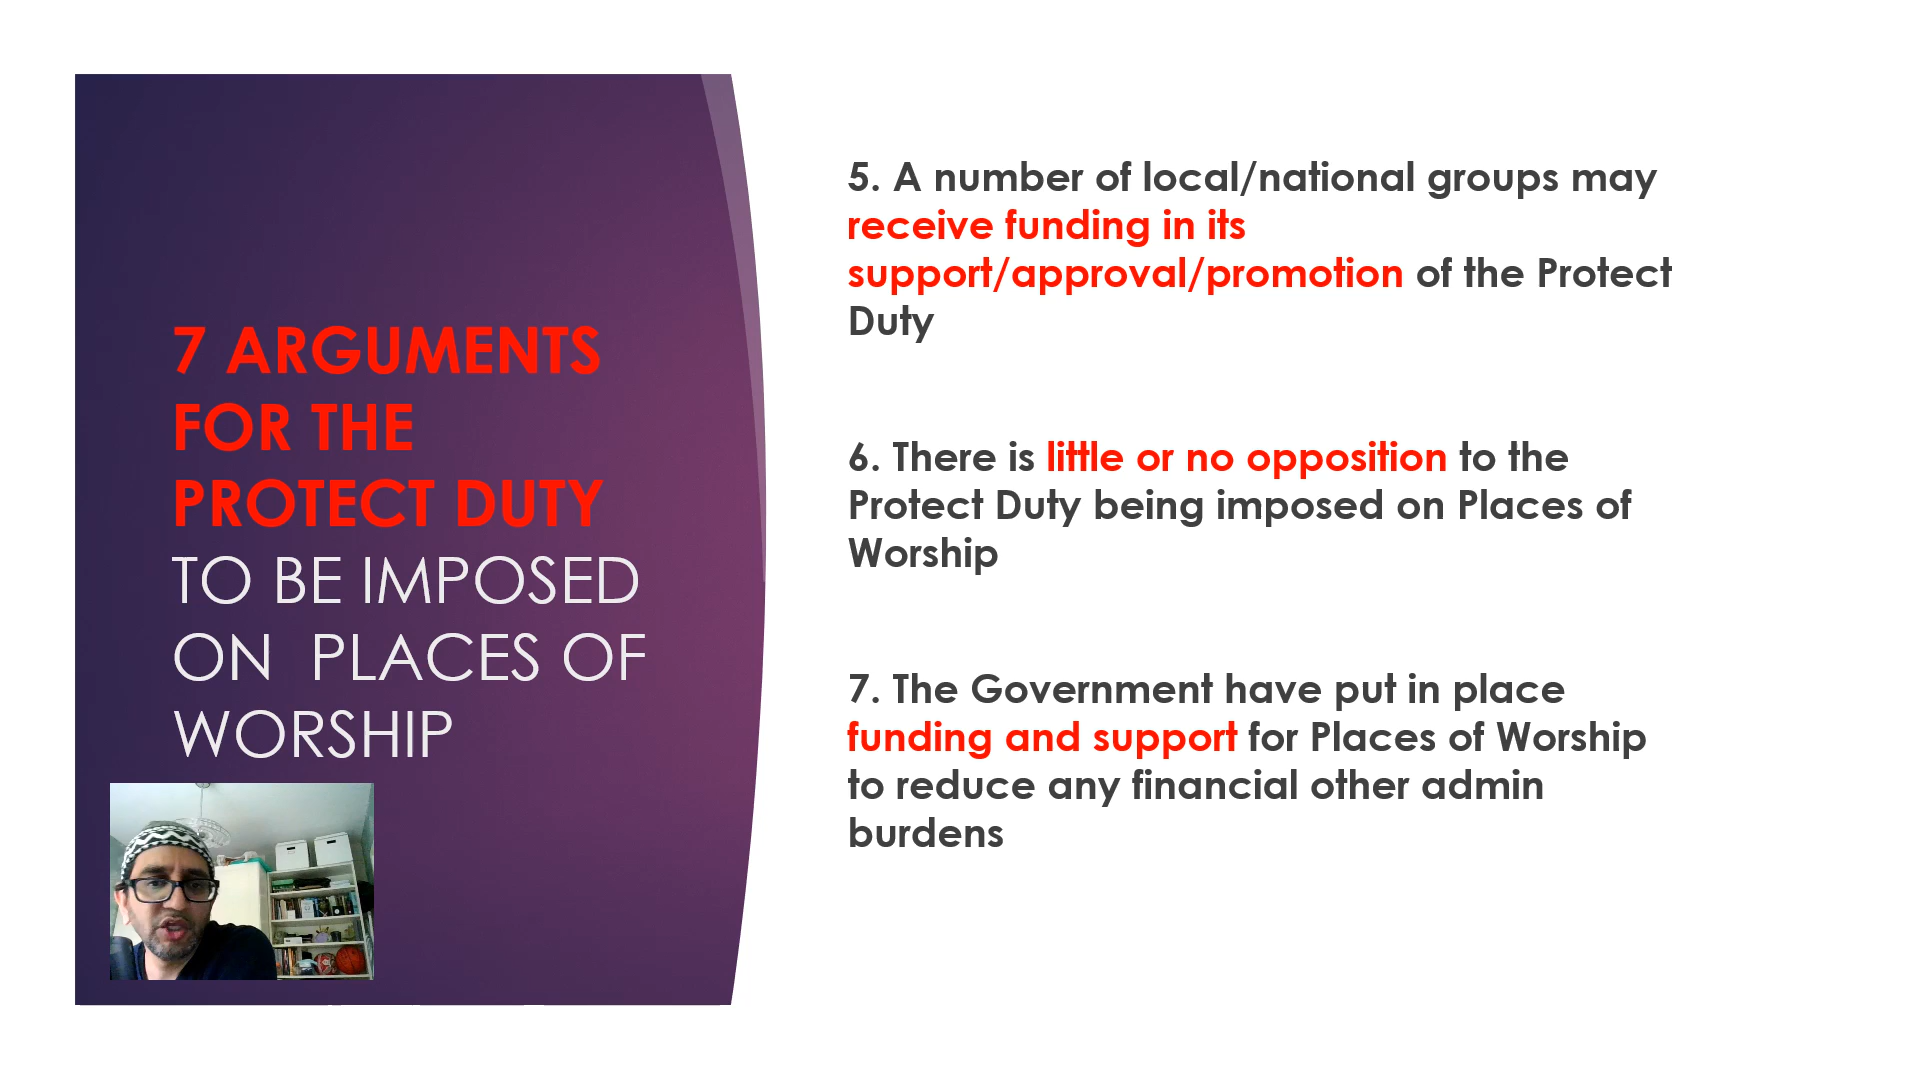 7 ARGUMENTS
FOR THE
PROTECT DUTY
TO BE IMPOSED
ON PLACES OF
WORSHIP
5. A number of local/national groups may
receive funding in its
support/approval/promotion of the Protect
Duty
6. There is little or no opposition to the
Protect Duty being imposed on Places of
Worship
7. The Government have put in place
funding and support for Places of Worship
to reduce any financial other admin
burdens